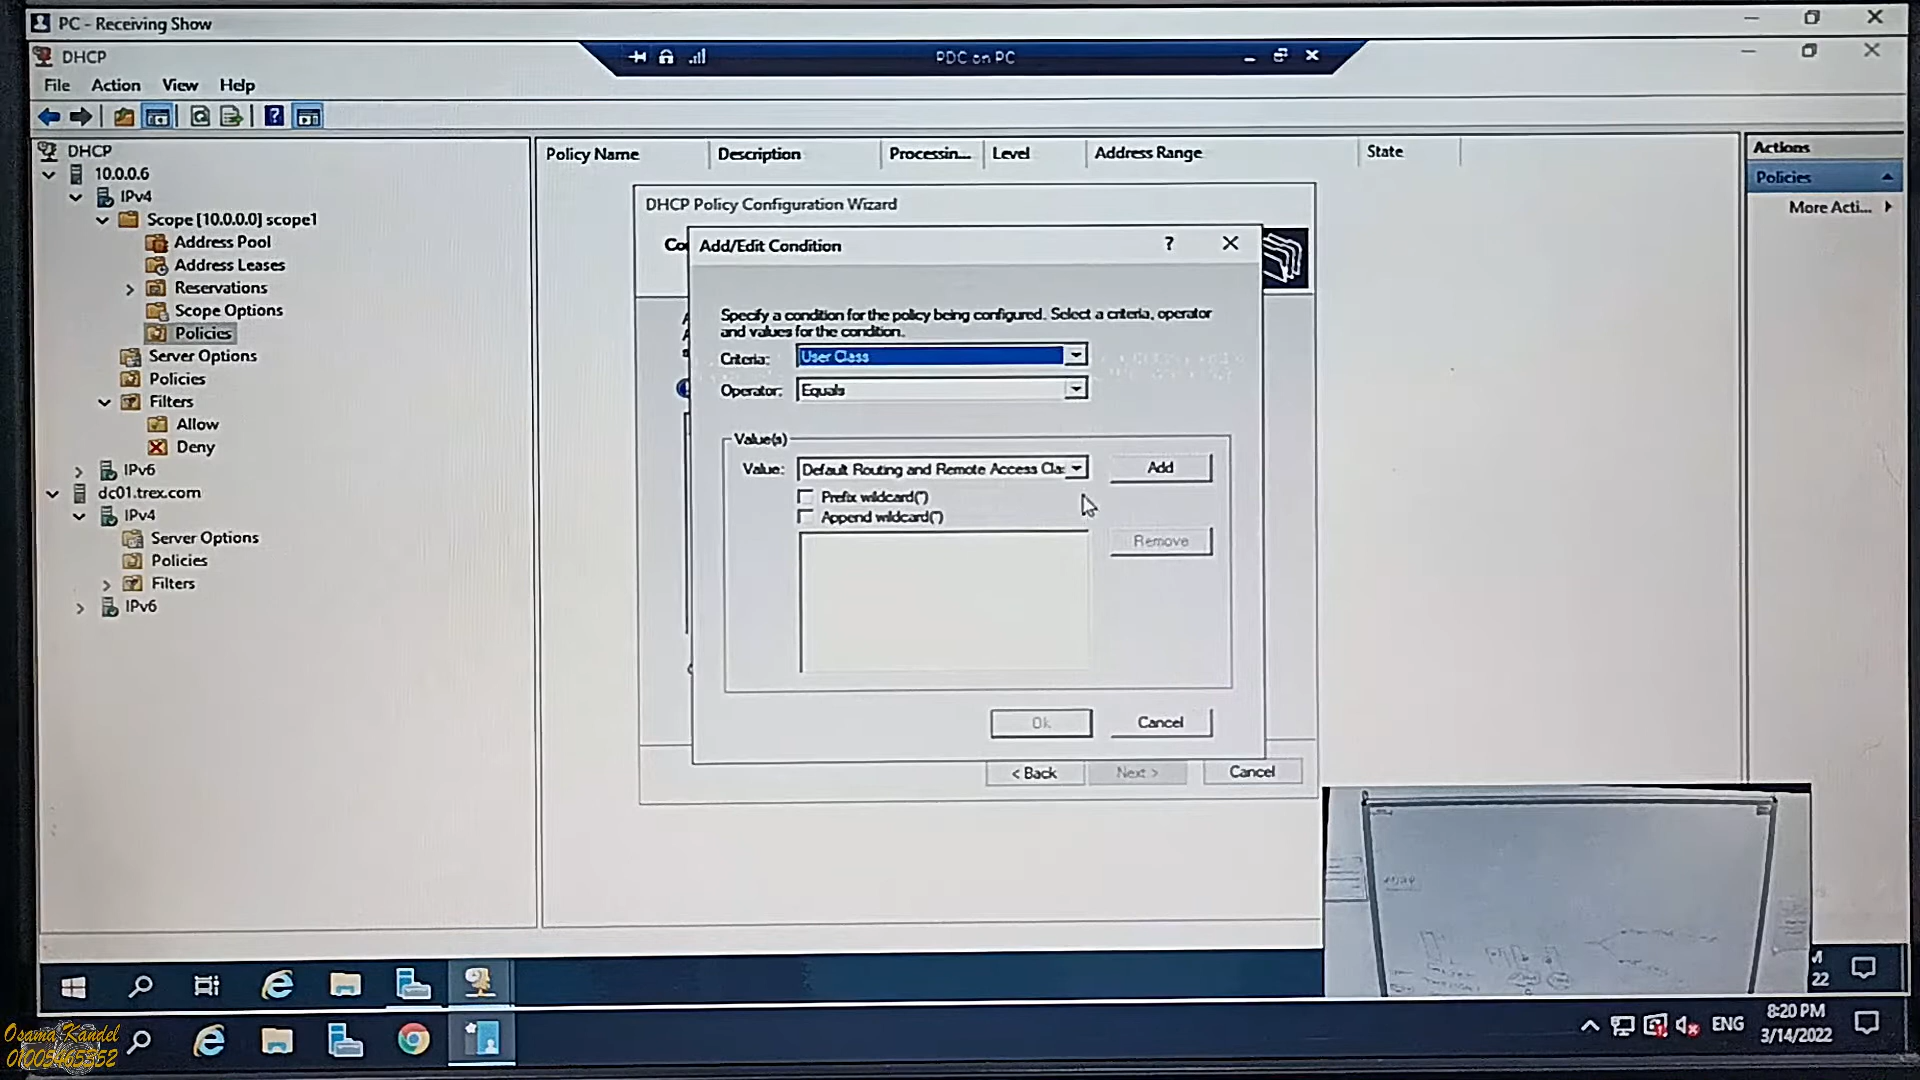 PC - Receiving Show
DHCP
PDC on PC
File Action View Help
DHCP
10.0.0.6
IPv4
Scope [10.0.0.0] scope1
Address Pool
Address Leases
Reservations
Scope Options
Policies
Server Options
Policies
Filters
Allow
Deny
IPv6
dc01.trex.com
IPv4
Server Options
Policies
Filters
IPv6
Policy Name Description Processin... Level Address Range State
DHCP Policy Configuration Wizard
Add/Edit Condition
Specify a condition for the policy being configured. Select a criteria, operator
and values for the condition.
Criteria: User Class
Operator: Equals
Value(s)
Value: Default Routing and Remote Access Cla
Add
Prefix wildcard(*)
Append wildcard(*)
Remove
Ok Cancel
< Back Next > Cancel
Actions
Policies
More Acti...
22
ENG
8:20 PM
3/14/2022
Osama Kandel
01005465352